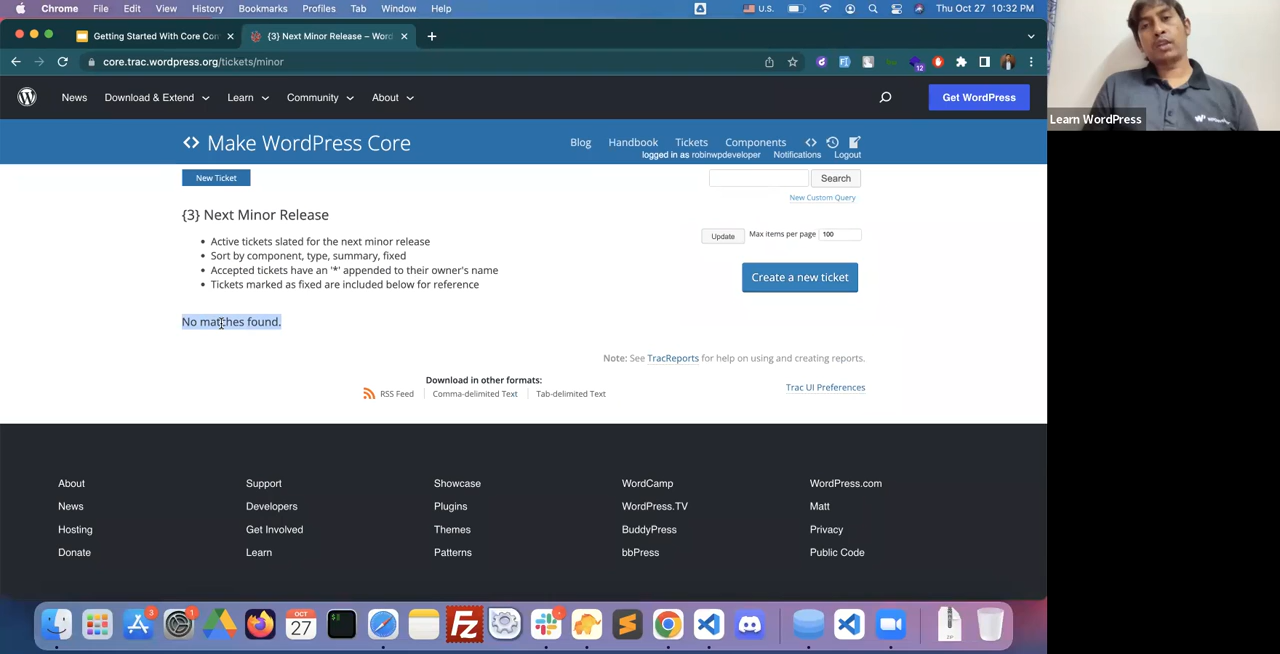 Chrome File Edit View History Bookmarks Profiles Tab Window Help U.S. Thu Oct 27 10:32 PM
Getting Started With Core Con × {3} Next Minor Release – Word × +
core.trac.wordpress.org/tickets/minor
12
News Download & Extend Learn Community About Get WordPress
Learn WordPress
Make WordPress Core Blog Handbook Tickets Components
logged in as robinwpdeveloper Notifications Logout
New Ticket Search
New Custom Query
{3} Next Minor Release
Update Max items per page 100
• Active tickets slated for the next minor release
• Sort by component, type, summary, fixed
• Accepted tickets have an '*' appended to their owner's name
• Tickets marked as fixed are included below for reference
Create a new ticket
No matches found.
Note: See TracReports for help on using and creating reports.
Download in other formats:
RSS Feed Comma-delimited Text Tab-delimited Text
Trac UI Preferences
About Support Showcase WordCamp WordPress.com
News Developers Plugins WordPress.TV Matt
Hosting Get Involved Themes BuddyPress Privacy
Donate Learn Patterns bbPress Public Code
3 1 OCT 27 Fz ZIP